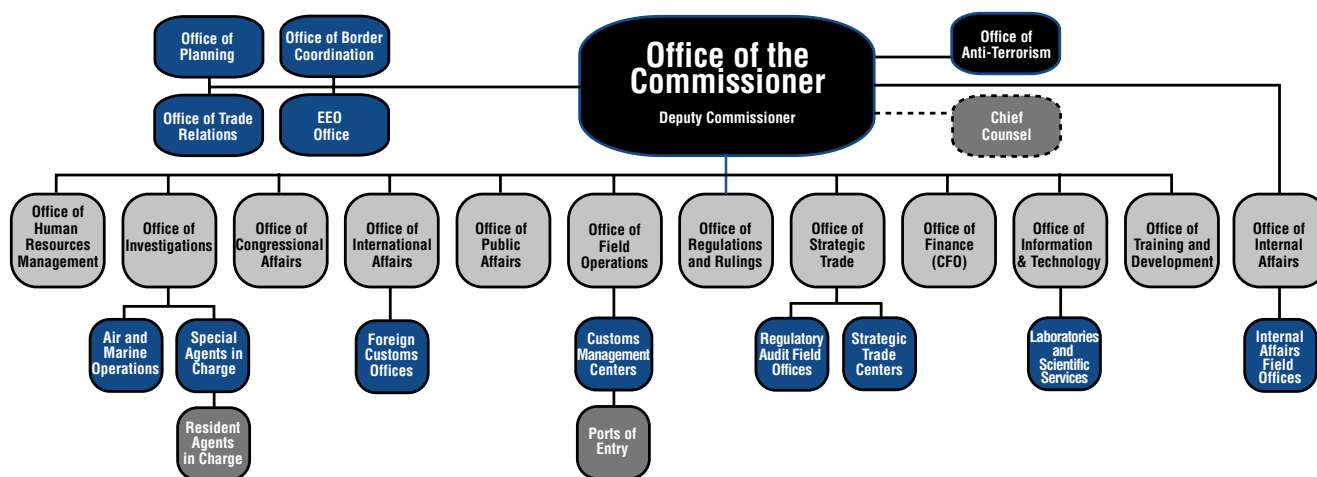 Office of
Planning
Office of Border
Coordination
Office of the
Commissioner
Deputy Commissioner
Office of
Anti-Terrorism
Office of Trade
Relations
EEO
Office
Chief
Counsel
Office of
Human
Resources
Management
Office of
Investigations
Office of
Congressional
Affairs
Office of
International
Affairs
Office of
Public
Affairs
Office of
Field
Operations
Office of
Regulations
and Rulings
Office of
Strategic
Trade
Office of
Finance
(CFO)
Office of
Information
& Technology
Office of
Training and
Development
Office of
Internal
Affairs
Air and
Marine
Operations
Special
Agents in
Charge
Foreign
Customs
Offices
Customs
Management
Centers
Regulatory
Audit Field
Offices
Strategic
Trade
Centers
Laboratories
and
Scientific
Services
Internal
Affairs
Field
Offices
Resident
Agents
in Charge
Ports of
Entry